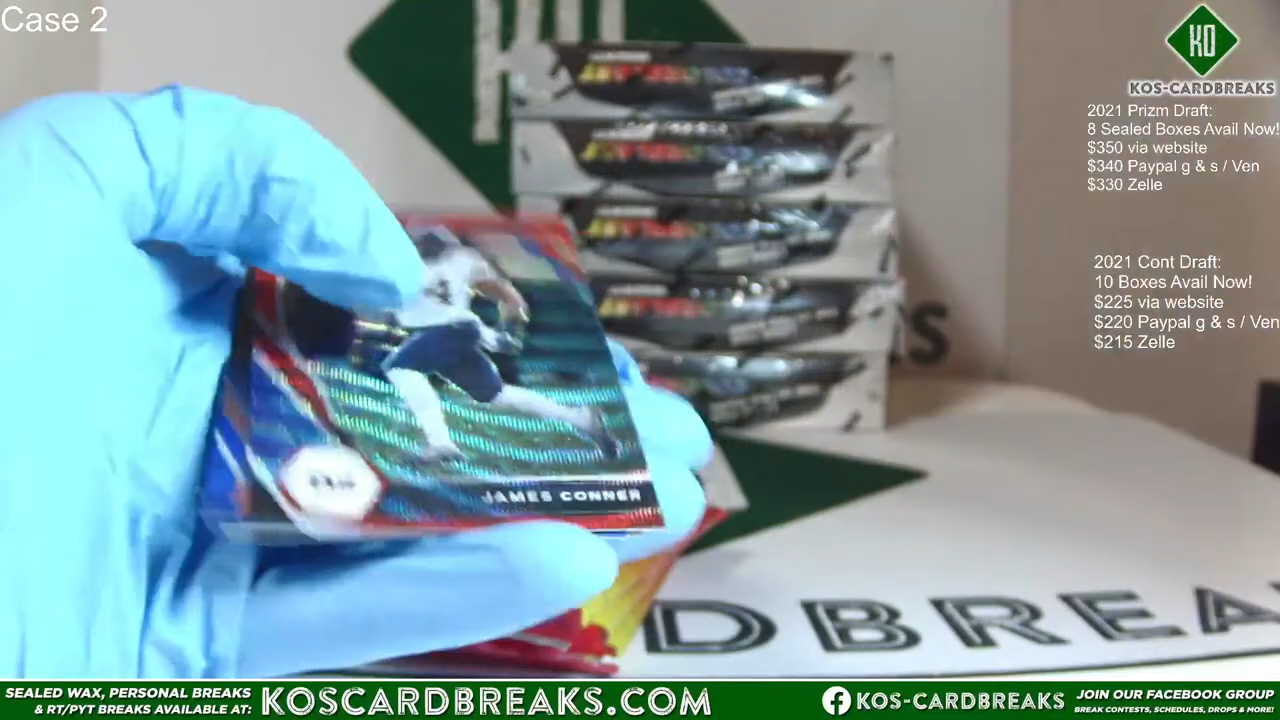 Case 2
KO
KOS-CARDBREAKS
2021 Prizm Draft:
8 Sealed Boxes Avail Now!
$350 via website
$340 Paypal g & s / Ven
$330 Zelle
2021 Cont Draft:
10 Boxes Avail Now!
$225 via website
$220 Paypal g & s / Ven
$215 Zelle
JAMES CONNER
DBREA
SEALED WAX, PERSONAL BREAKS
& RT/PYT BREAKS AVAILABLE AT:
KOSCARDBREAKS.COM
KOS-CARDBREAKS
JOIN OUR FACEBOOK GROUP
BREAK CONTESTS, SCHEDULES, DROPS & MORE!